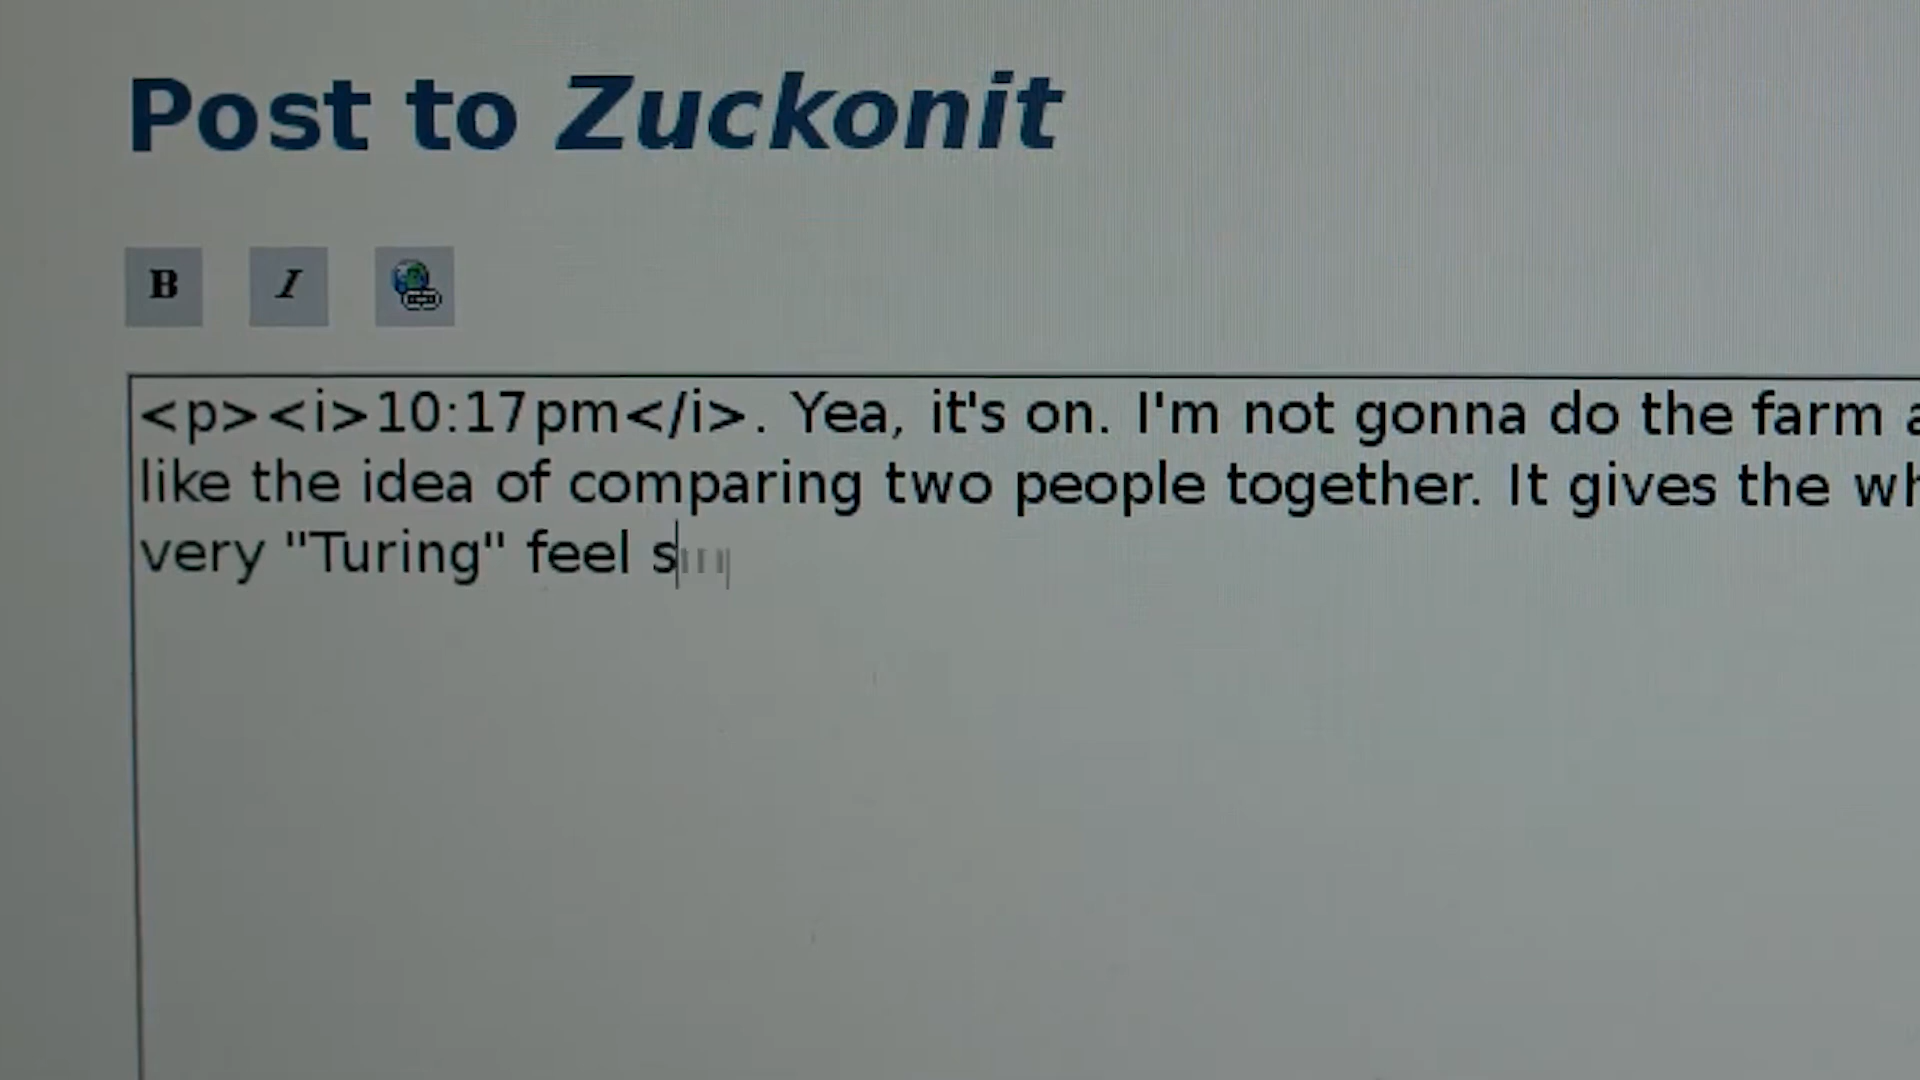 Post to Zuckonit
B I
<p><i>10:17pm</i>. Yea, it's on. I'm not gonna do the farm
like the idea of comparing two people together. It gives the
very "Turing" feel s